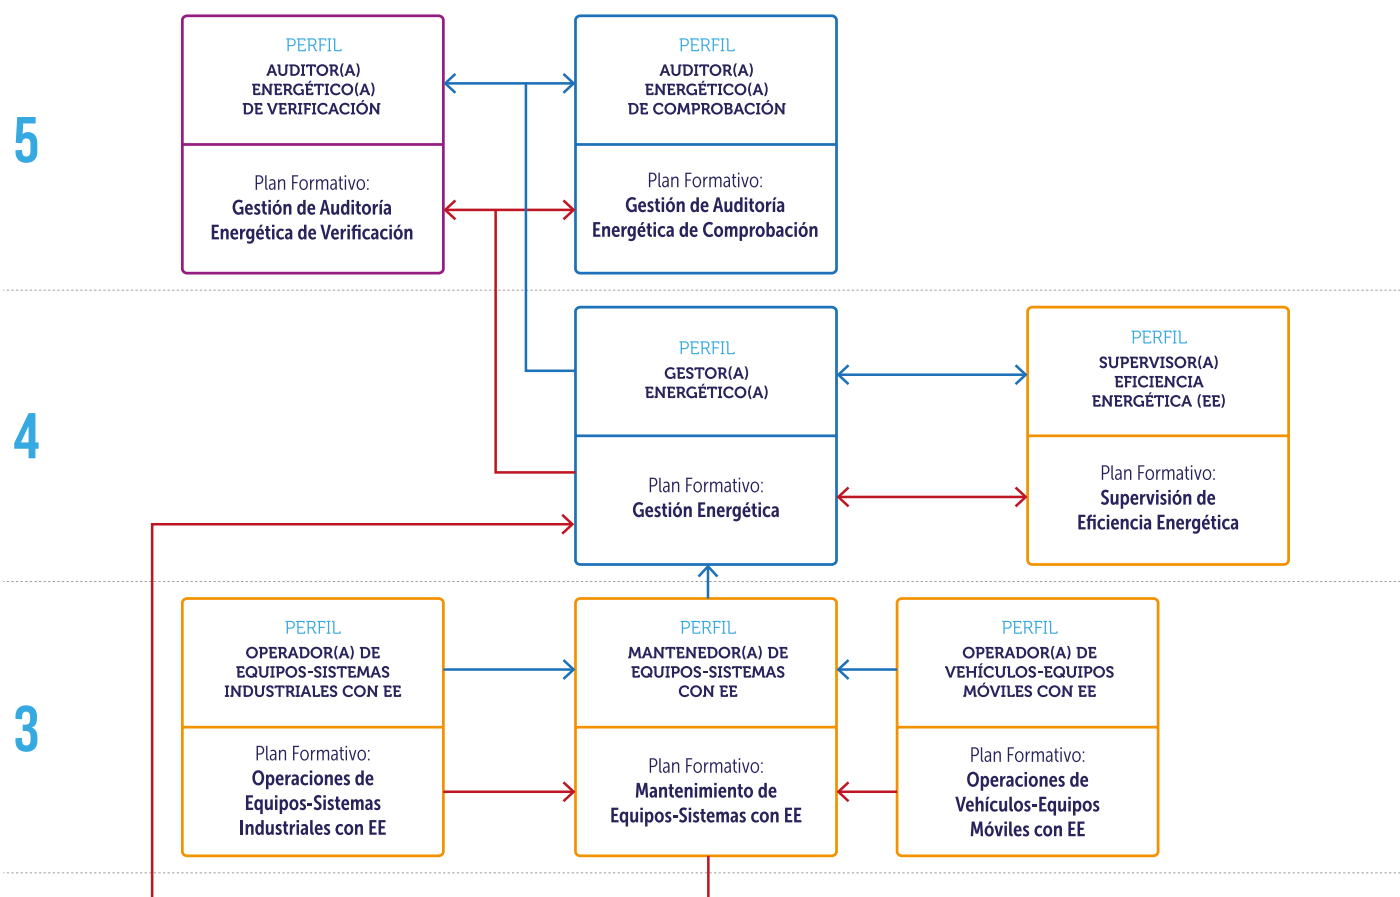 5
PERFIL
AUDITOR(A)
ENERGÉTICO(A)
DE VERIFICACIÓN
Plan Formativo:
Gestión de Auditoría
Energética de Verificación
PERFIL
AUDITOR(A)
ENERGÉTICO(A)
DE COMPROBACIÓN
Plan Formativo:
Gestión de Auditoría
Energética de Comprobación
4
PERFIL
GESTOR(A)
ENERGÉTICO(A)
Plan Formativo:
Gestión Energética
PERFIL
SUPERVISOR(A)
EFICIENCIA
ENERGÉTICA (EE)
Plan Formativo:
Supervisión de
Eficiencia Energética
3
PERFIL
OPERADOR(A) DE
EQUIPOS-SISTEMAS
INDUSTRIALES CON EE
Plan Formativo:
Operaciones de
Equipos-Sistemas
Industriales con EE
PERFIL
MANTENEDOR(A) DE
EQUIPOS-SISTEMAS
CON EE
Plan Formativo:
Mantenimiento de
Equipos-Sistemas con EE
PERFIL
OPERADOR(A) DE
VEHÍCULOS-EQUIPOS
MÓVILES CON EE
Plan Formativo:
Operaciones de
Vehículos-Equipos
Móviles con EE